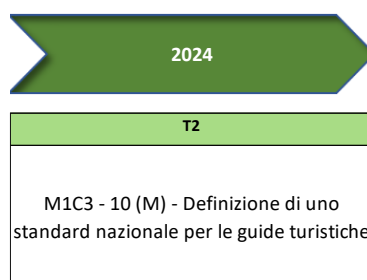 2024
T2
M1C3 - 10 (M) - Definizione di uno
standard nazionale per le guide turistiche